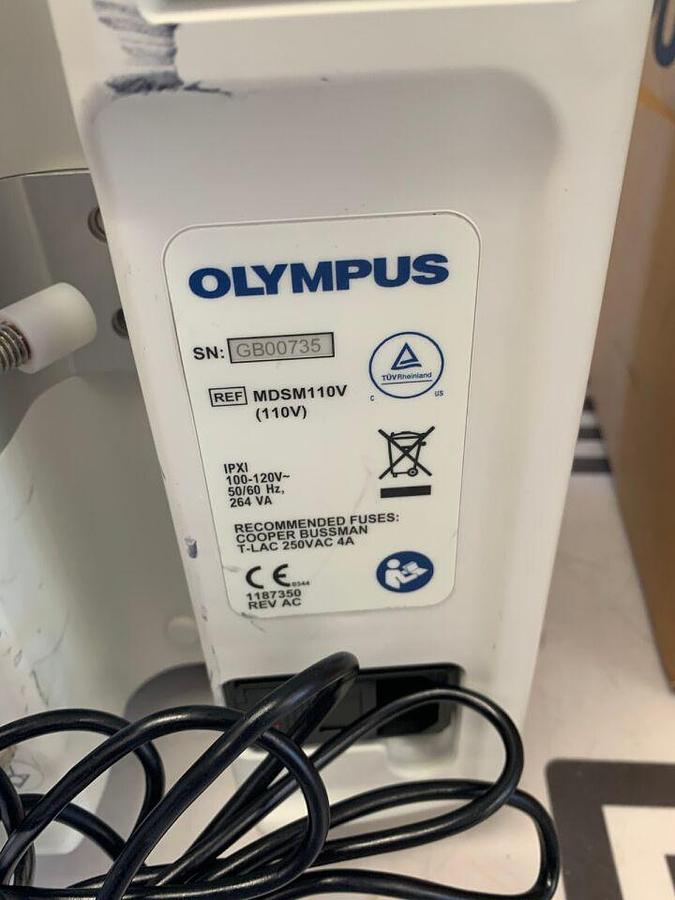 OLYMPUS
SN: GB00735
TÜVRheinland
c us
REF MDSM110V
(110V)
IPXI
100-120V~
50/60 Hz,
264 VA
RECOMMENDED FUSES:
COOPER BUSSMAN
T-LAC 250VAC 4A
CE 0344
1187350
REV AC